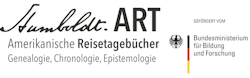 Humboldt. ART
Amerikanische Reisetagebücher
Genealogie, Chronologie, Epistemologie
GEFÖRDERT VOM
Bundesministerium
für Bildung
und Forschung